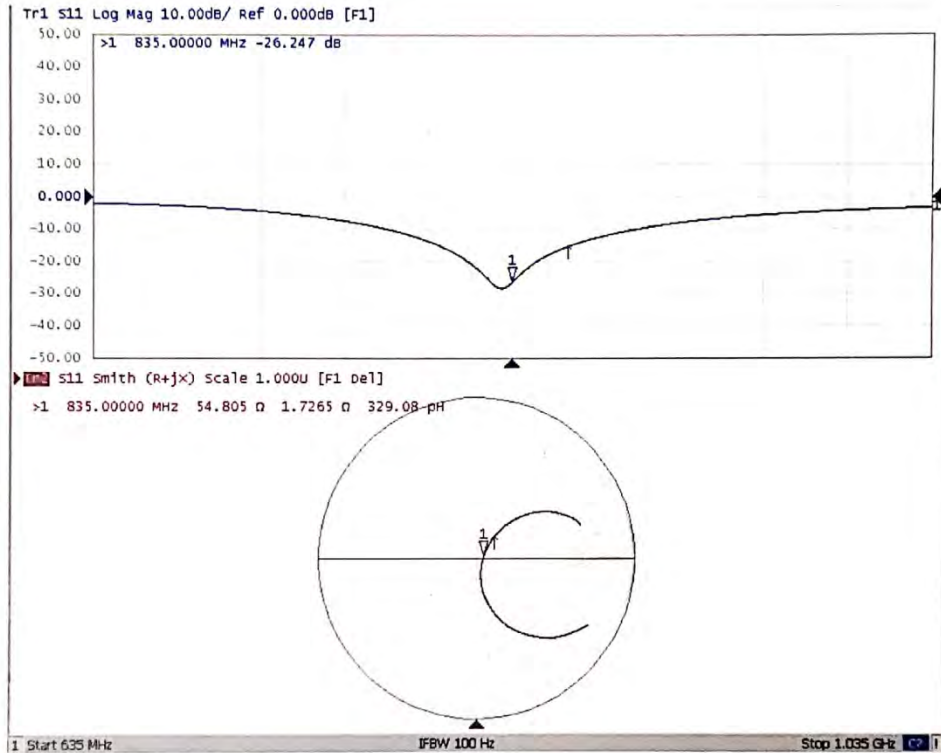 Tr1 S11 Log Mag 10.00dB/ Ref 0.000dB [F1]
50.00
>1 835.00000 MHz -26.247 dB
40.00
30.00
20.00
10.00
0.000
1
-10.00
-20.00
1
-30.00
-40.00
-50.00
S11 Smith (R+jX) Scale 1.000U [F1 Del]
>1 835.00000 MHz 54.805 Ω 1.7265 Ω 329.08 pH
1
1 Start 635 MHz IFBW 100 Hz Stop 1.035 GHz C?